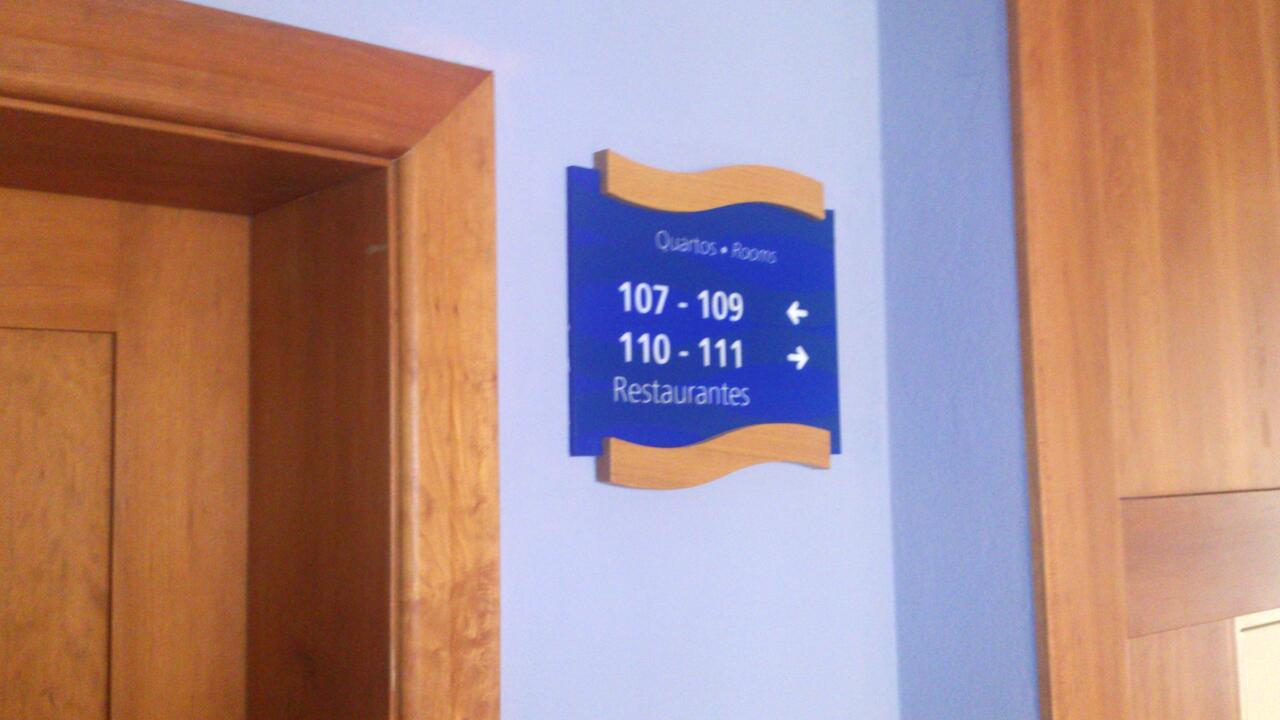 Quartos • Rooms
107 - 109 ←
110 - 111 →
Restaurantes